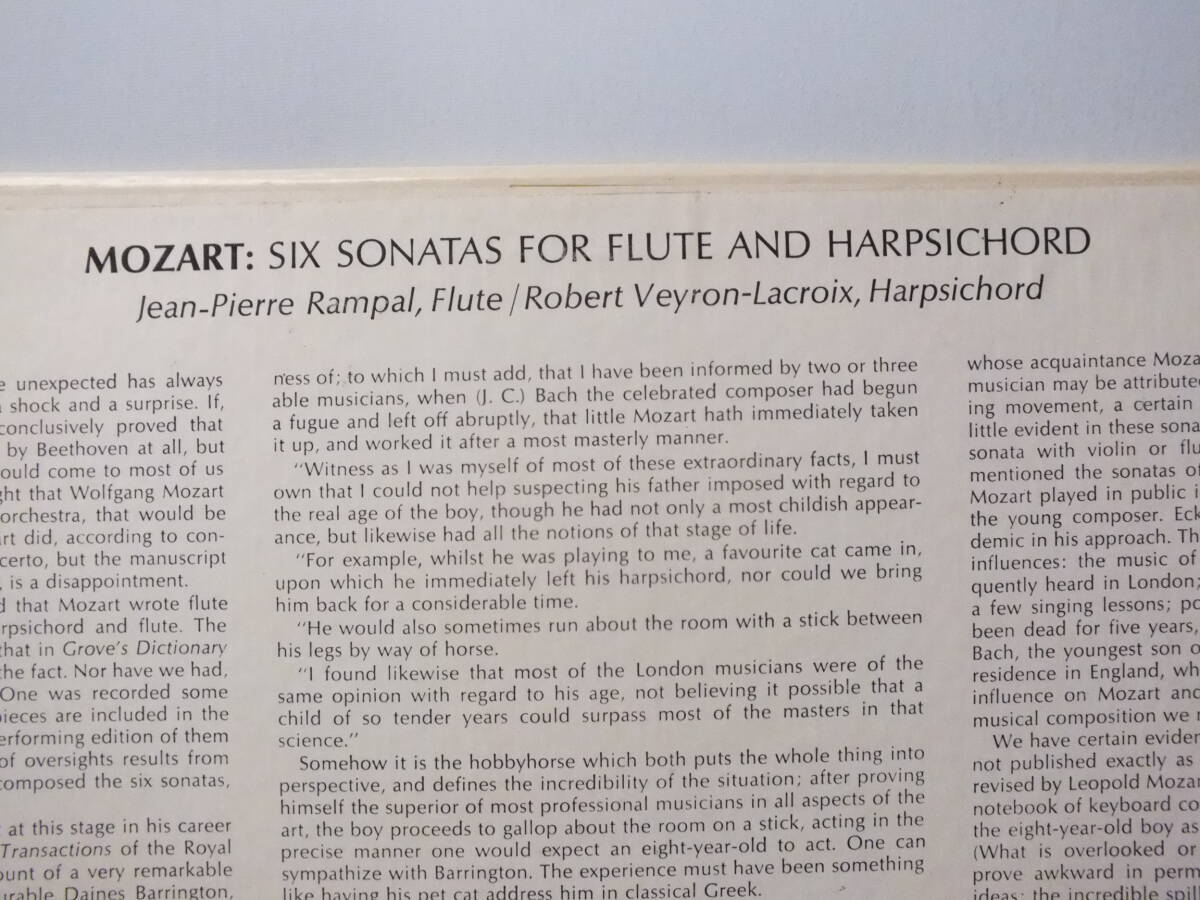 MOZART: SIX SONATAS FOR FLUTE AND HARPSICHORD
Jean-Pierre Rampal, Flute / Robert Veyron-Lacroix, Harpsichord
unexpected has always
shock and a surprise. If,
conclusively proved that
by Beethoven at all, but
ould come to most of us
ght that Wolfgang Mozart
orchestra, that would be
art did, according to con-
certo, but the manuscript
, is a disappointment.
d that Mozart wrote flute
rpsichord and flute. The
that in Grove's Dictionary
the fact. Nor have we had,
One was recorded some
pieces are included in the
erforming edition of them
of oversights results from
composed the six sonatas,
at this stage in his career
Transactions of the Royal
ount of a very remarkable
urable Daines Barrington,
ness of; to which I must add, that I have been informed by two or three
able musicians, when (J. C.) Bach the celebrated composer had begun
a fugue and left off abruptly, that little Mozart hath immediately taken
it up, and worked it after a most masterly manner.
"Witness as I was myself of most of these extraordinary facts, I must
own that I could not help suspecting his father imposed with regard to
the real age of the boy, though he had not only a most childish appear-
ance, but likewise had all the notions of that stage of life.
"For example, whilst he was playing to me, a favourite cat came in,
upon which he immediately left his harpsichord, nor could we bring
him back for a considerable time.
"He would also sometimes run about the room with a stick between
his legs by way of horse.
"I found likewise that most of the London musicians were of the
same opinion with regard to his age, not believing it possible that a
child of so tender years could surpass most of the masters in that
science."
Somehow it is the hobbyhorse which both puts the whole thing into
perspective, and defines the incredibility of the situation; after proving
himself the superior of most professional musicians in all aspects of the
art, the boy proceeds to gallop about the room on a stick, acting in the
precise manner one would expect an eight-year-old to act. One can
sympathize with Barrington. The experience must have been something
like having his pet cat address him in classical Greek.
whose acquaintance Moza
musician may be attribute
ing movement, a certain
little evident in these sona
sonata with violin or flu
mentioned the sonatas of
Mozart played in public i
the young composer. Eck
demic in his approach. Th
influences: the music of
quently heard in London;
a few singing lessons; po
been dead for five years,
Bach, the youngest son o
residence in England, wh
influence on Mozart and
musical composition we
We have certain eviden
not published exactly as
revised by Leopold Mozar
notebook of keyboard co
the eight-year-old boy as
(What is overlooked or
prove awkward in perm
ideas; the incredible spill